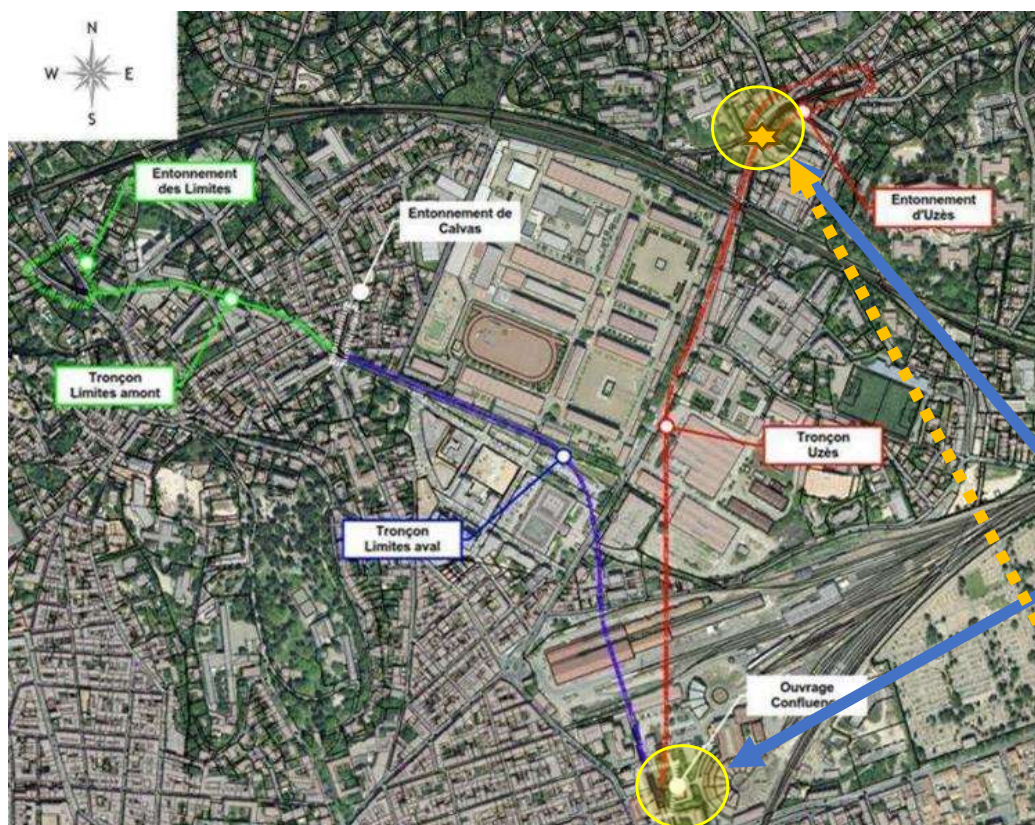 N
W E
S
Entonnement
des Limites
Entonnement de
Calvas
Entonnement
d'Uzès
Tronçon
Limites amont
Tronçon
Uzès
Tronçon
Limites aval
Ouvrage
Confluen